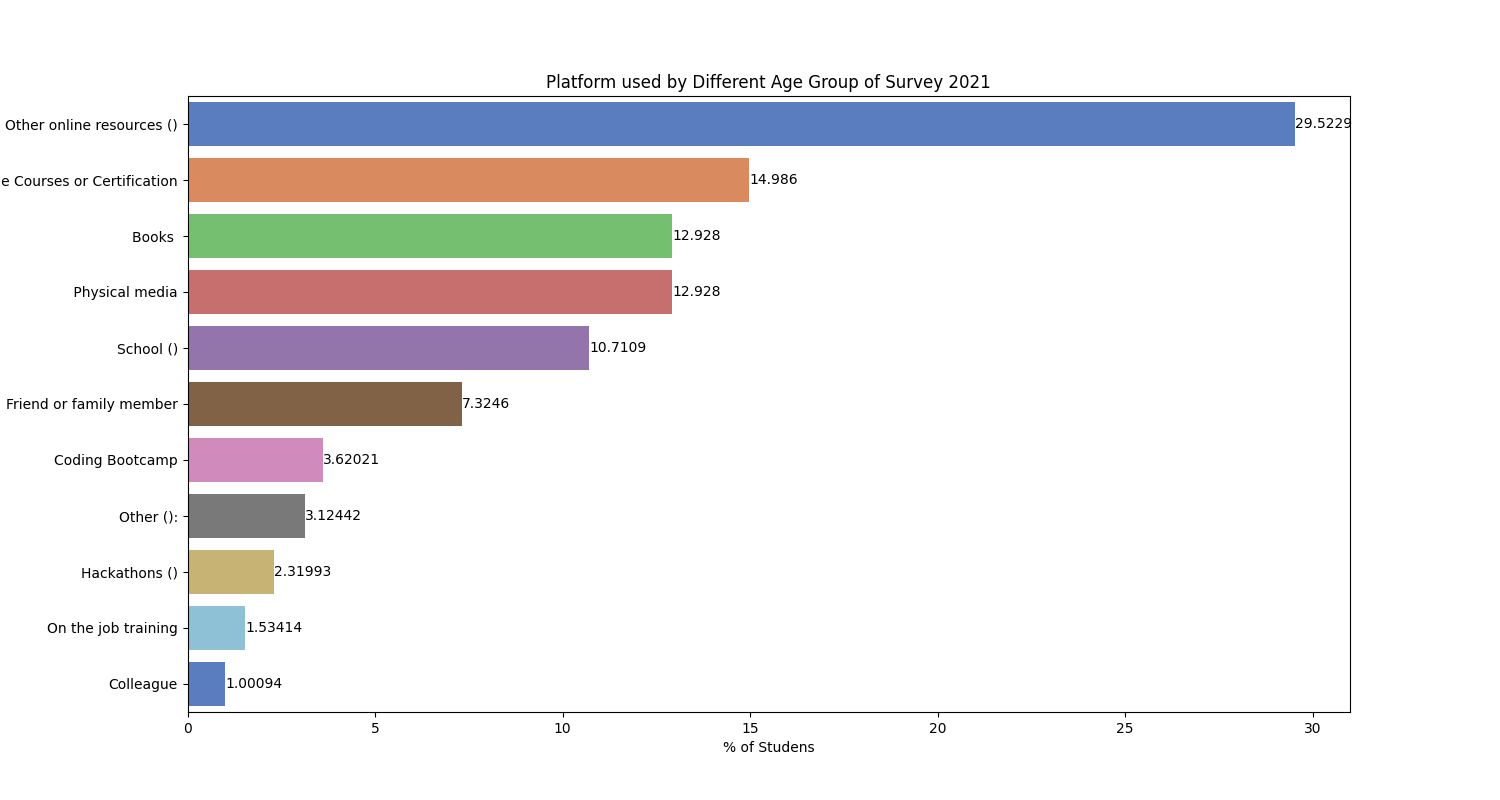 Platform used by Different Age Group of Survey 2021
Other online resources () 29.5229
e Courses or Certification 14.986
Books 12.928
Physical media 12.928
School () 10.7109
Friend or family member 7.3246
Coding Bootcamp 3.62021
Other (): 3.12442
Hackathons () 2.31993
On the job training 1.53414
Colleague 1.00094
0 5 10 15 20 25 30
% of Studens